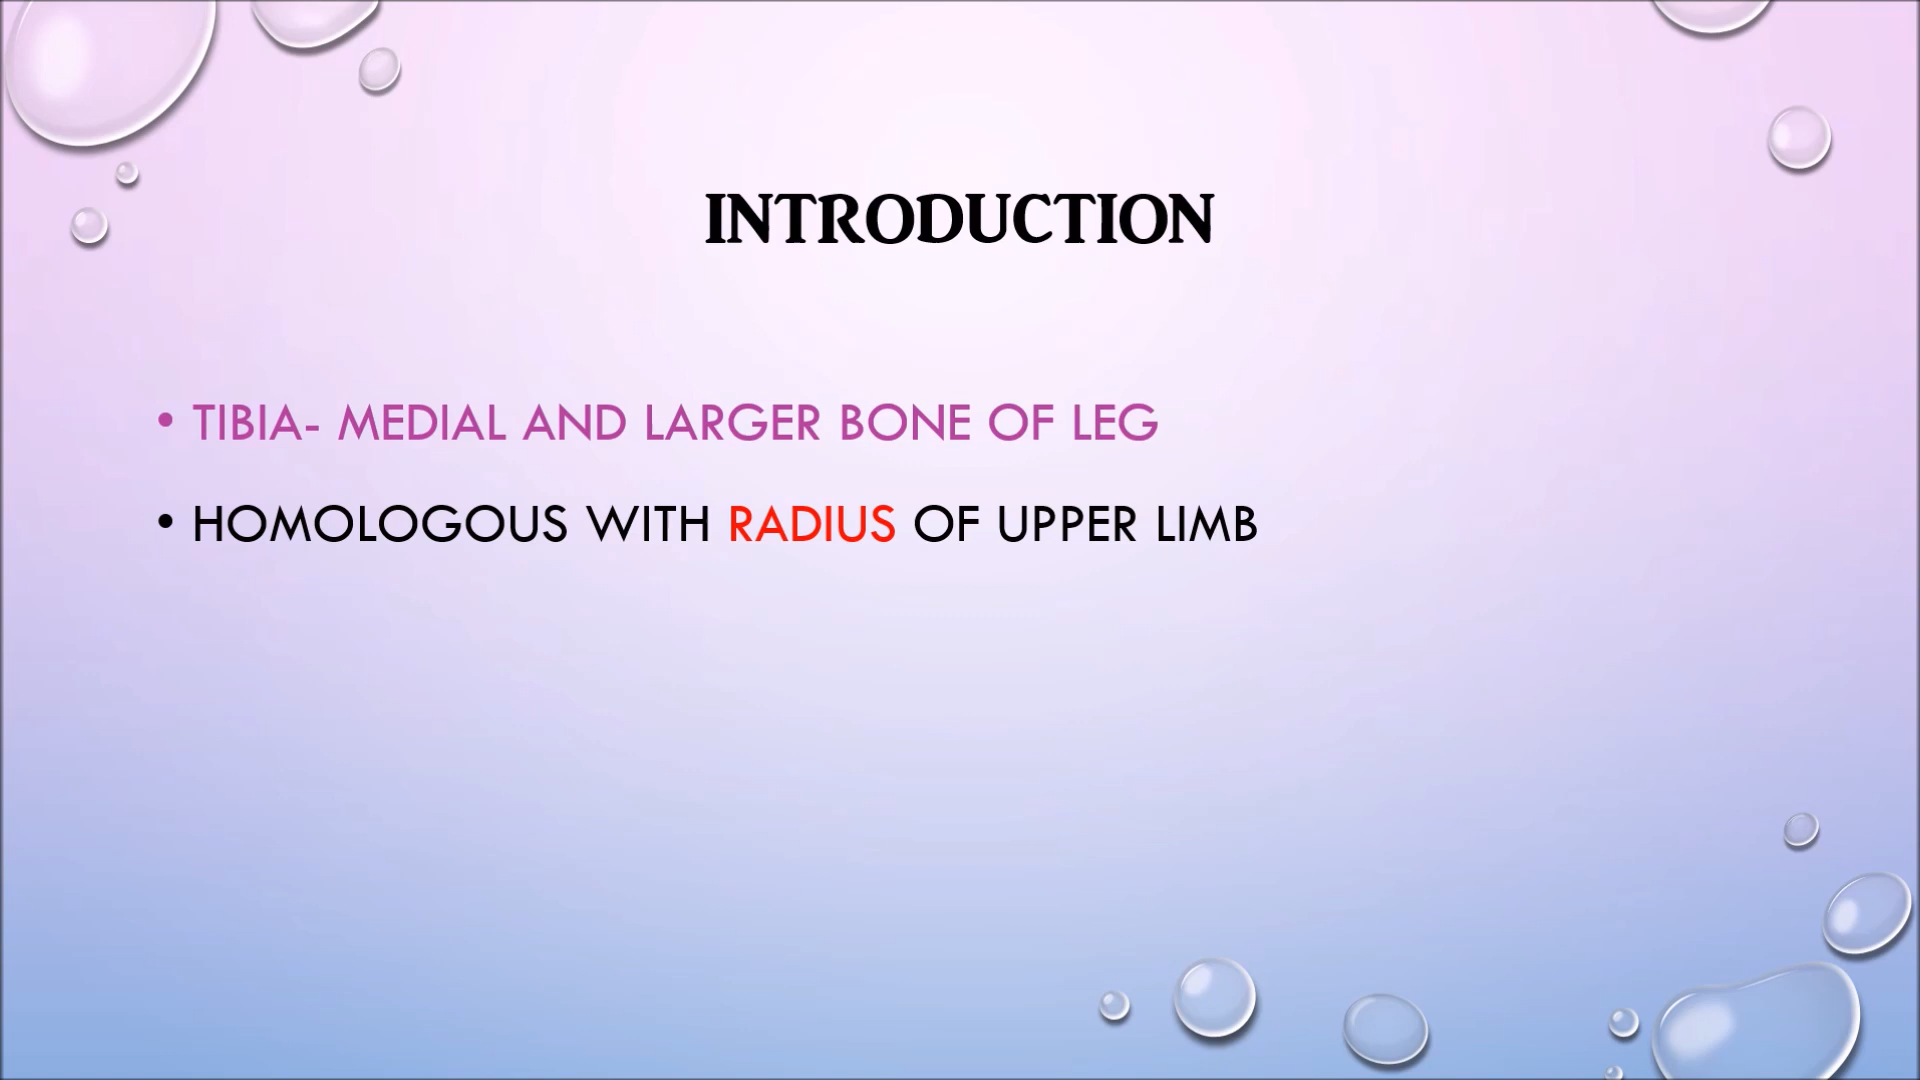 INTRODUCTION
• TIBIA- MEDIAL AND LARGER BONE OF LEG
• HOMOLOGOUS WITH RADIUS OF UPPER LIMB